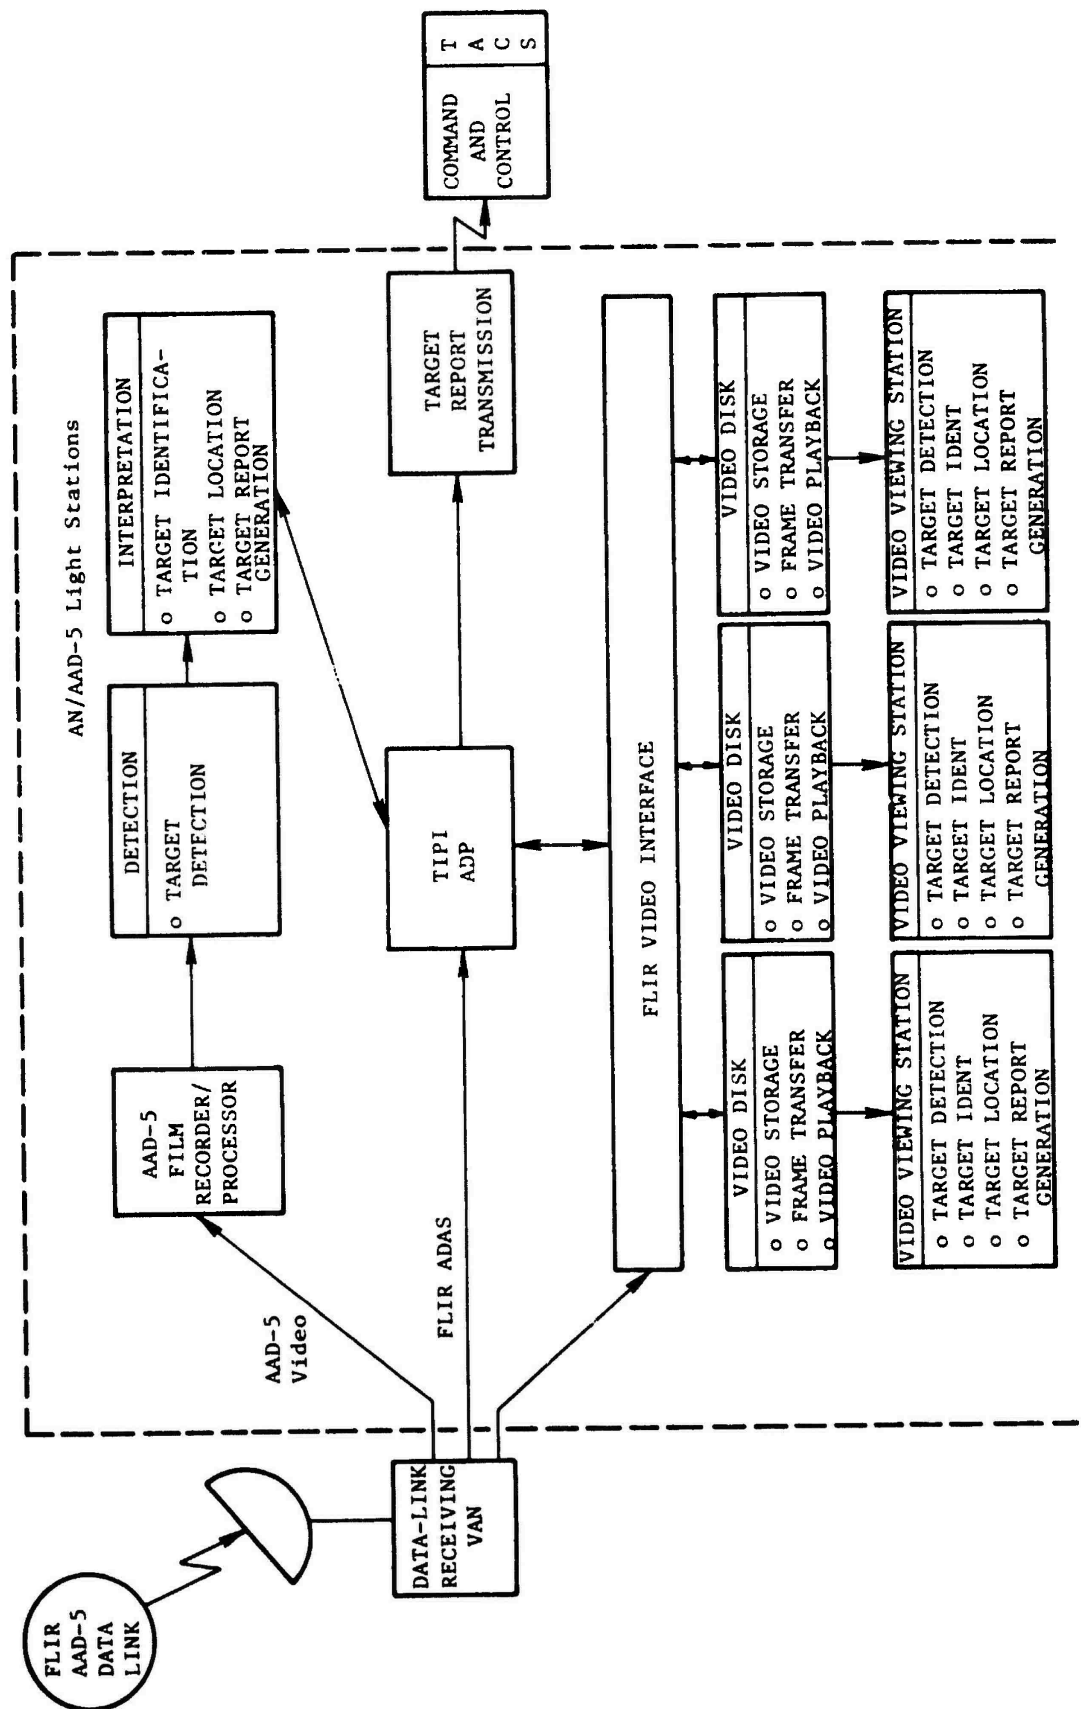 FLIR
AAD-5
DATA
LINK
DATA-LINK
RECEIVING
VAN
AAD-5
Video
FLIR ADAS
AN/AAD-5 Light Stations
AAD-5
FILM
RECORDER/
PROCESSOR
DETECTION
o TARGET
DETECTION
INTERPRETATION
o TARGET IDENTIFICA-
TION
o TARGET LOCATION
o TARGET REPORT
GENERATION
TIPI
ADP
TARGET
REPORT
TRANSMISSION
COMMAND
AND
CONTROL
T
A
C
S
FLIR VIDEO INTERFACE
VIDEO DISK
o VIDEO STORAGE
o FRAME TRANSFER
o VIDEO PLAYBACK
VIDEO DISK
o VIDEO STORAGE
o FRAME TRANSFER
o VIDEO PLAYBACK
VIDEO DISK
o VIDEO STORAGE
o FRAME TRANSFER
o VIDEO PLAYBACK
VIDEO VIEWING STATION
o TARGET DETECTION
o TARGET IDENT
o TARGET LOCATION
o TARGET REPORT
GENERATION
VIDEO VIEWING STATION
o TARGET DETECTION
o TARGET IDENT
o TARGET LOCATION
o TARGET REPORT
GENERATION
VIDEO VIEWING STATION
o TARGET DETECTION
o TARGET IDENT
o TARGET LOCATION
o TARGET REPORT
GENERATION